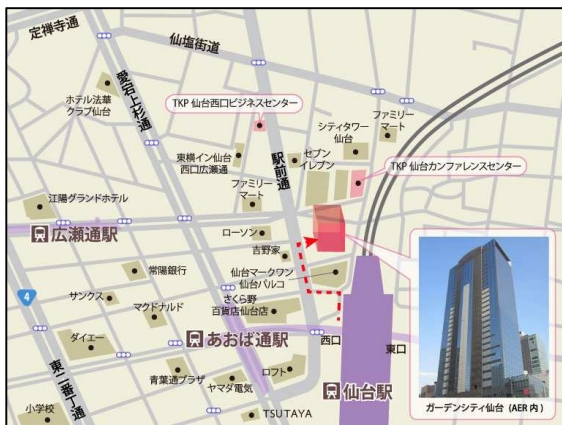 定禅寺通
仙塩街道
愛宕上杉通
ホテル法華
クラブ仙台
TKP 仙台西口ビジネスセンター
駅前通
シティタワー
仙台
ファミリー
マート
東横イン仙台
西口広瀬通
セブン
イレブン
TKP 仙台カンファレンスセンター
江陽グランドホテル
ファミリー
マート
広瀬通駅
ローソン
吉野家
常陽銀行
仙台マークワン
仙台パルコ
4
サンクス
マクドナルド
さくら野
百貨店仙台店
ダイエー
あおば通駅
西口
東口
東二番丁通
青葉通プラザ
ヤマダ電気
ロフト
仙台駅
小学校
TSUTAYA
ガーデンシティ仙台 (AER 内)